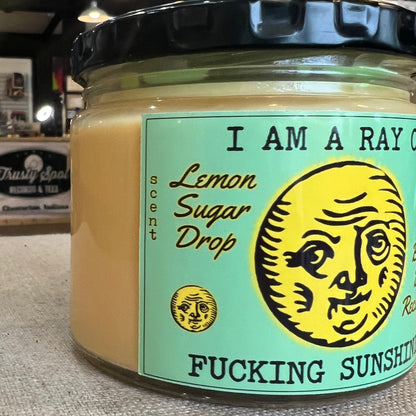 I AM A RAY O
scent
Lemon
Sugar
Drop
FUCKING SUNSHIN
Trusty Spot
RECORDS & TEES